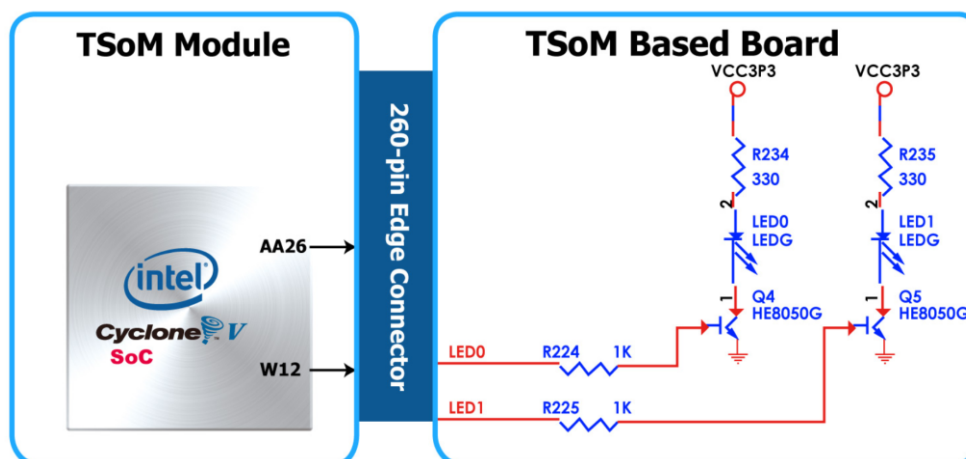 TSoM Module
TSoM Based Board
260-pin Edge Connector
intel®
Cyclone® V
SoC
AA26
W12
VCC3P3
VCC3P3
R234
330
R235
330
2
2
LED0
LEDG
LED1
LEDG
1
1
Q4
HE8050G
Q5
HE8050G
LED0
R224 1K
LED1
R225 1K